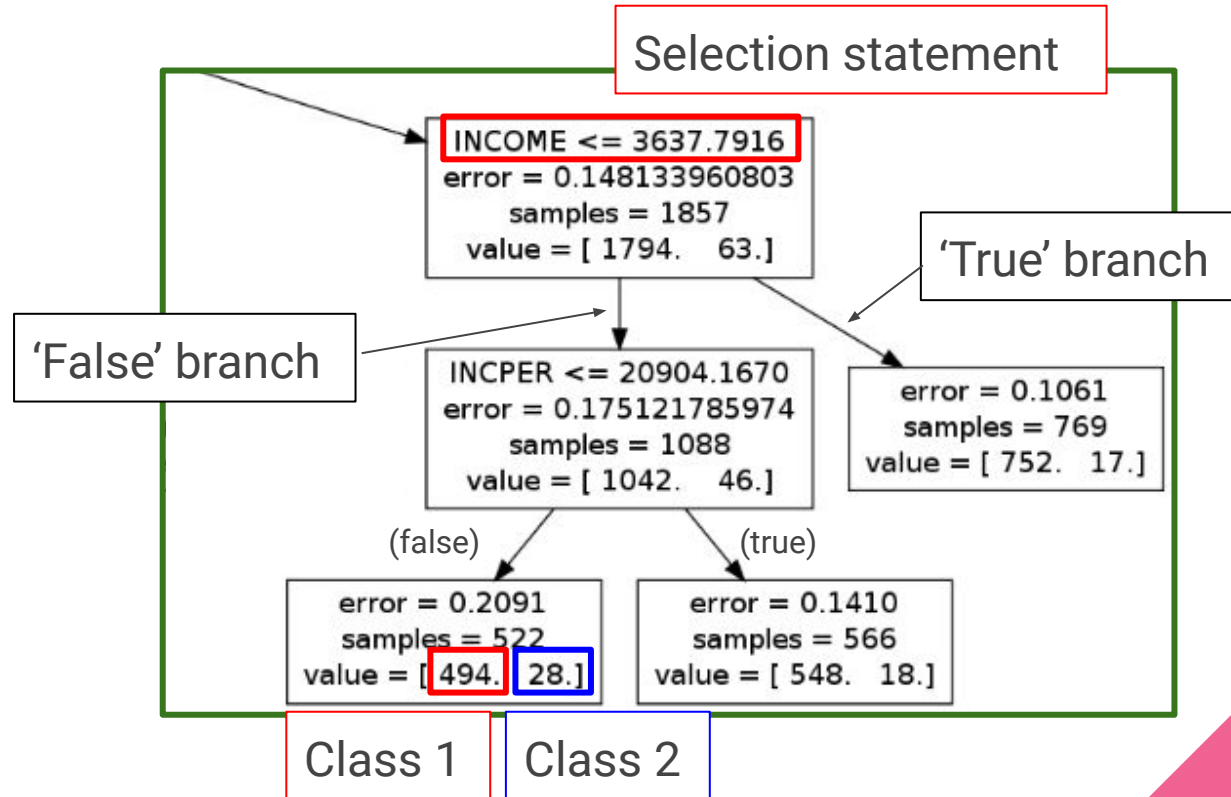 Selection statement
INCOME <= 3637.7916
error = 0.148133960803
samples = 1857
value = [ 1794. 63.]
‘True’ branch
‘False’ branch
INCPER <= 20904.1670
error = 0.175121785974
samples = 1088
value = [ 1042. 46.]
error = 0.1061
samples = 769
value = [ 752. 17.]
(false)
(true)
error = 0.2091
samples = 522
value = [ 494. 28.]
error = 0.1410
samples = 566
value = [ 548. 18.]
Class 1
Class 2